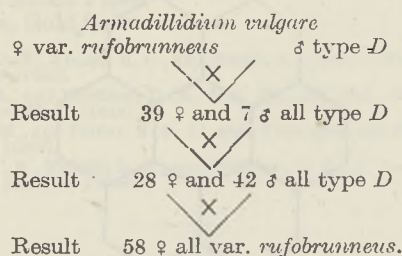 Armadillidium vulgare
♀ var. rufobrunneus ♂ type D
×
Result 39 ♀ and 7 ♂ all type D
×
Result 28 ♀ and 42 ♂ all type D
×
Result 58 ♀ all var. rufobrunneus.